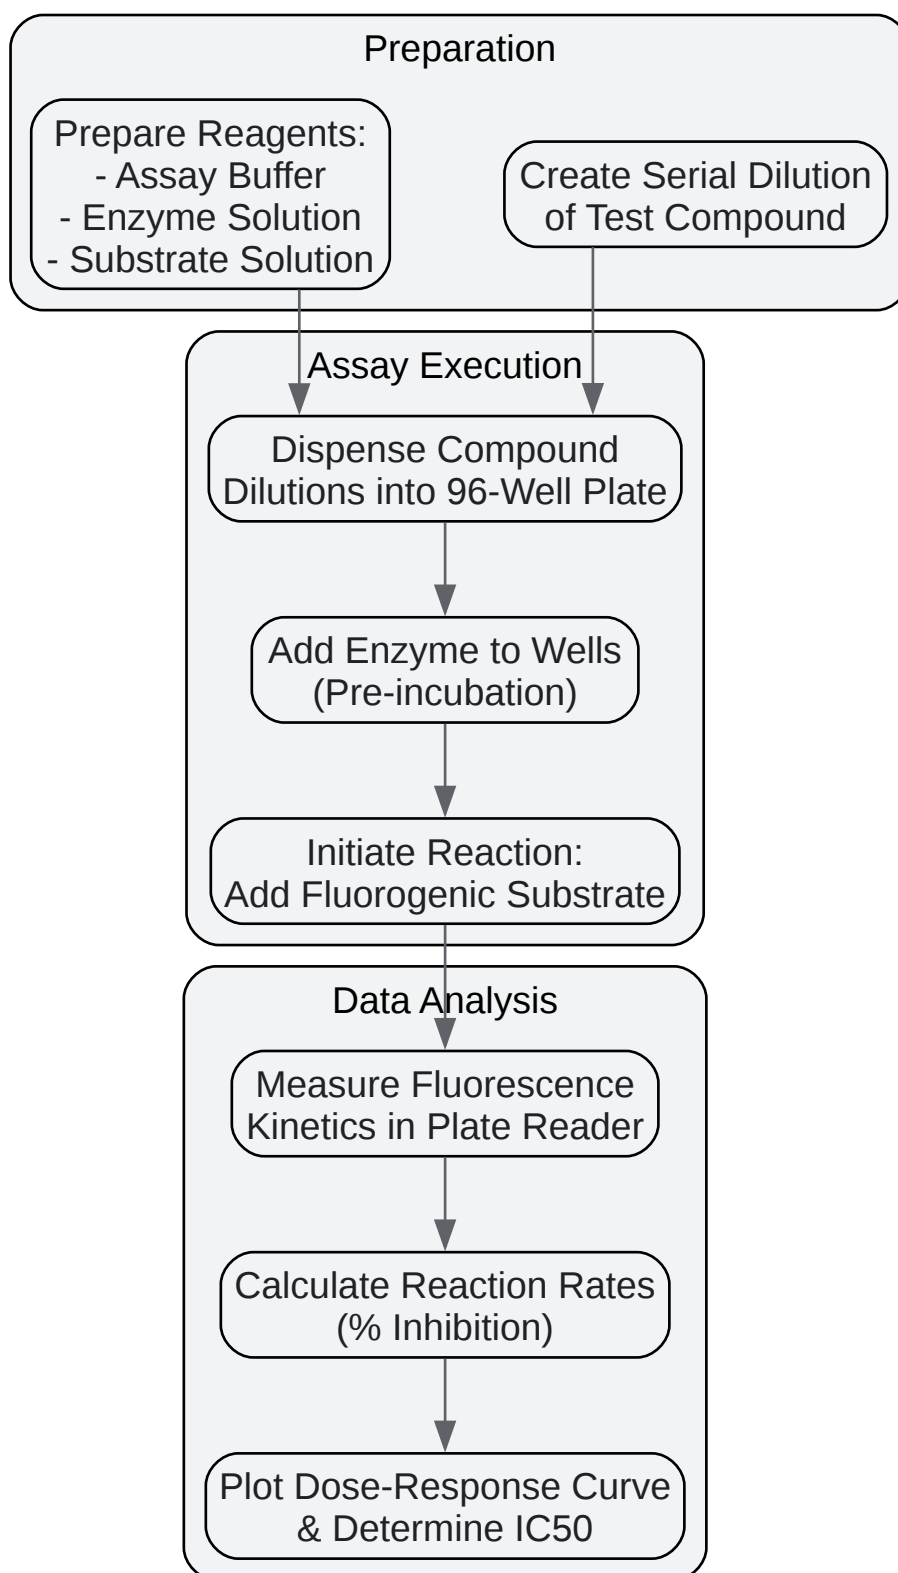 Preparation
Prepare Reagents:
- Assay Buffer
- Enzyme Solution
- Substrate Solution
Create Serial Dilution
of Test Compound
Assay Execution
Dispense Compound
Dilutions into 96-Well Plate
Add Enzyme to Wells
(Pre-incubation)
Initiate Reaction:
Add Fluorogenic Substrate
Data Analysis
Measure Fluorescence
Kinetics in Plate Reader
Calculate Reaction Rates
(% Inhibition)
Plot Dose-Response Curve
& Determine IC50